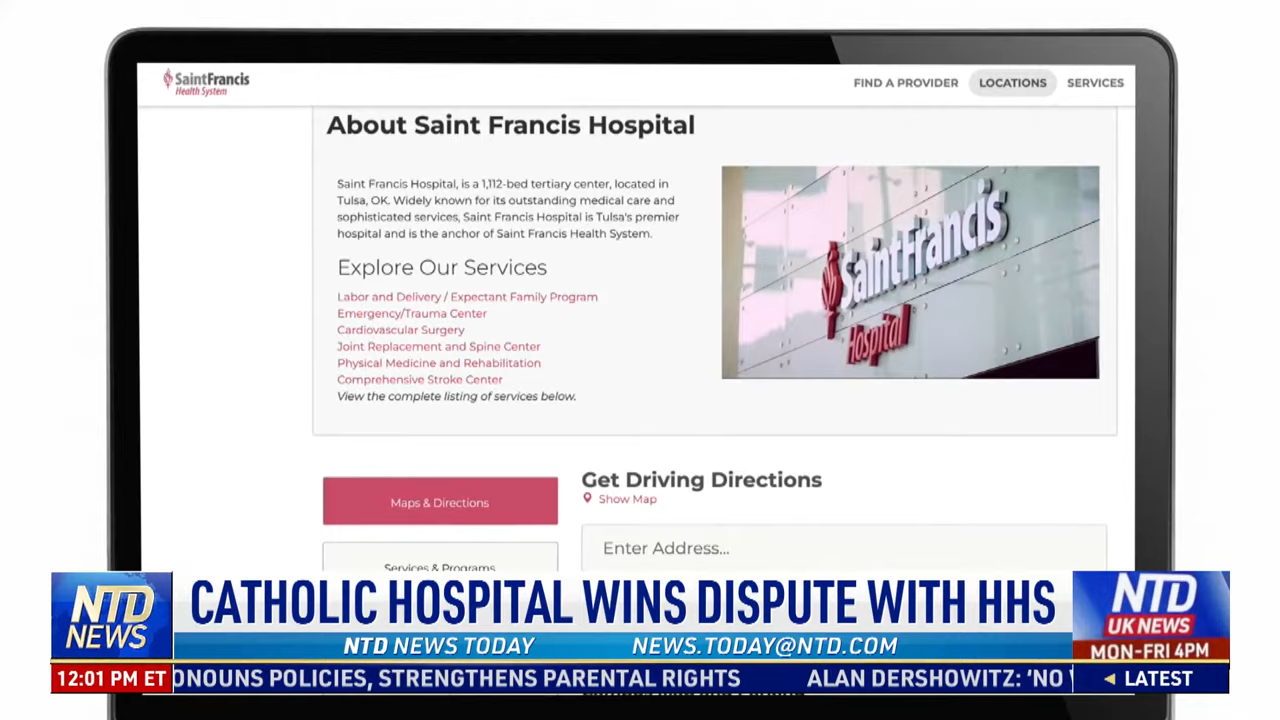 SaintFrancis
Health System
FIND A PROVIDER
LOCATIONS
SERVICES
About Saint Francis Hospital
Saint Francis Hospital, is a 1,112-bed tertiary center, located in
Tulsa, OK. Widely known for its outstanding medical care and
sophisticated services, Saint Francis Hospital is Tulsa's premier
hospital and is the anchor of Saint Francis Health System.
Explore Our Services
Labor and Delivery / Expectant Family Program
Emergency/Trauma Center
Cardiovascular Surgery
Joint Replacement and Spine Center
Physical Medicine and Rehabilitation
Comprehensive Stroke Center
View the complete listing of services below.
SaintFrancis
Hospital
Maps & Directions
Services & Programs
Get Driving Directions
Show Map
Enter Address...
NTD
NEWS
CATHOLIC HOSPITAL WINS DISPUTE WITH HHS
NTD NEWS TODAY
NEWS.TODAY@NTD.COM
NTD
UK NEWS
MON-FRI 4PM
12:01 PM ET
ONOUNS POLICIES, STRENGTHENS PARENTAL RIGHTS
ALAN DERSHOWITZ: 'NO
LATEST